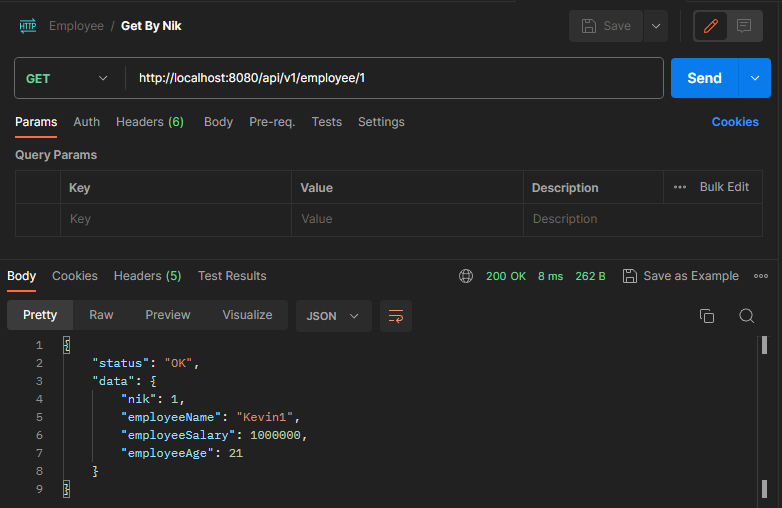 HTTP Employee / Get By Nik Save
GET http://localhost:8080/api/v1/employee/1 Send
Params Auth Headers (6) Body Pre-req. Tests Settings Cookies
Query Params
Key Value Description Bulk Edit
Key Value Description
Body Cookies Headers (5) Test Results 200 OK 8 ms 262 B Save as Example
Pretty Raw Preview Visualize JSON
1 {
2 "status": "OK",
3 "data": {
4 "nik": 1,
5 "employeeName": "Kevin1",
6 "employeeSalary": 1000000,
7 "employeeAge": 21
8 }
9 }